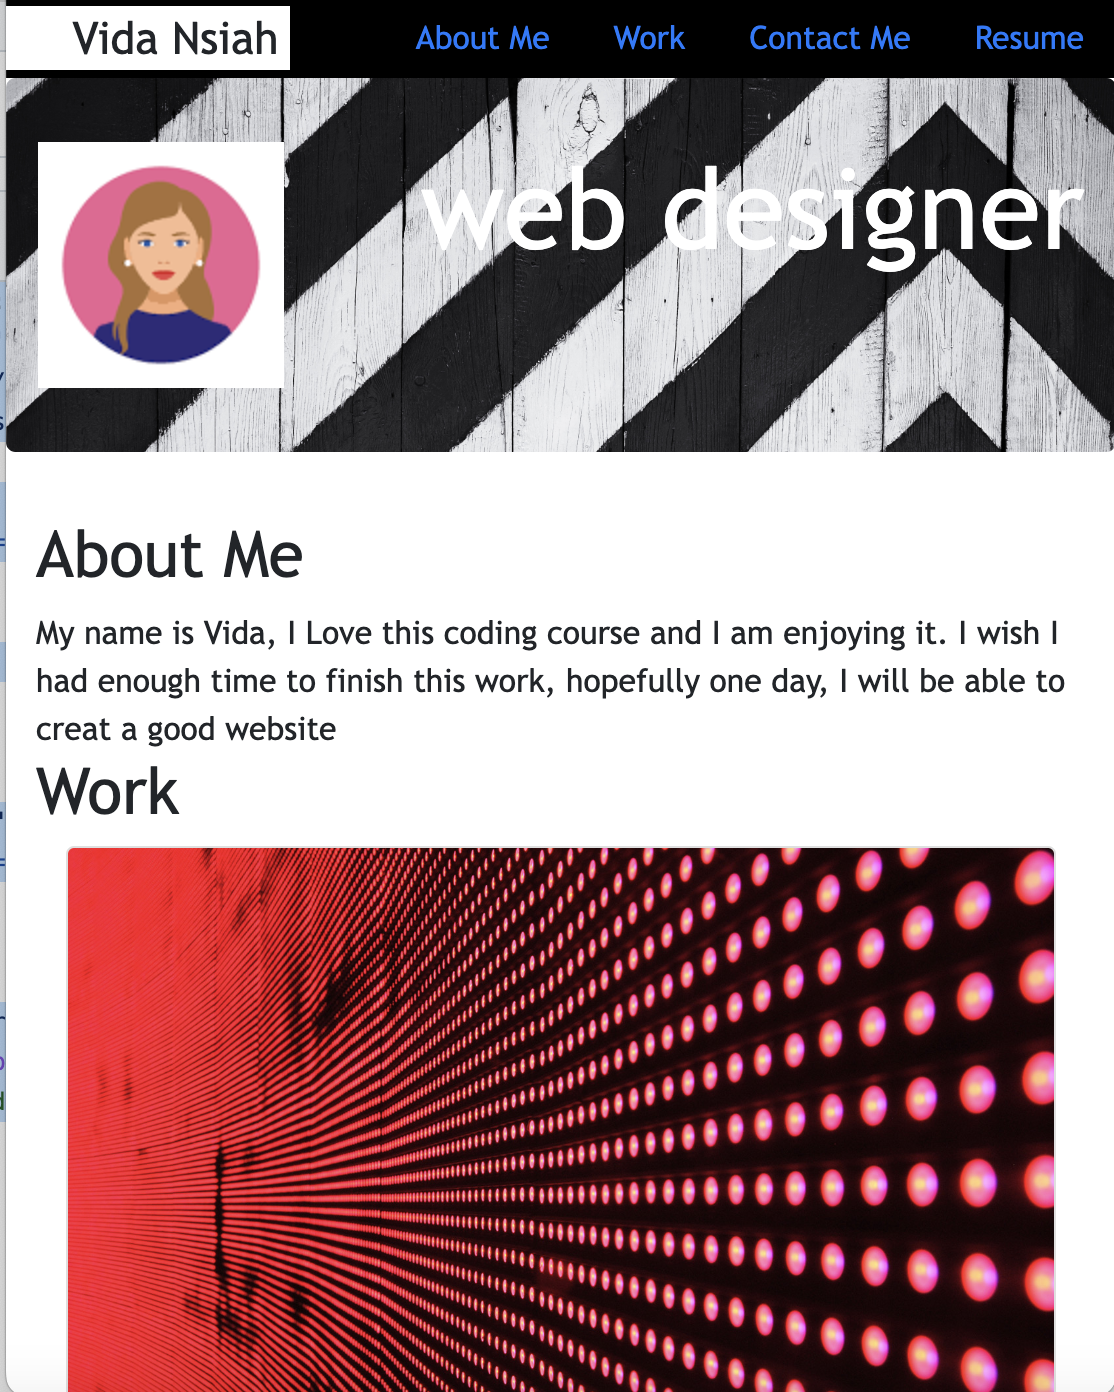 Vida Nsiah
About Me Work Contact Me Resume
web designer
About Me
My name is Vida, I Love this coding course and I am enjoying it. I wish I
had enough time to finish this work, hopefully one day, I will be able to
creat a good website
Work